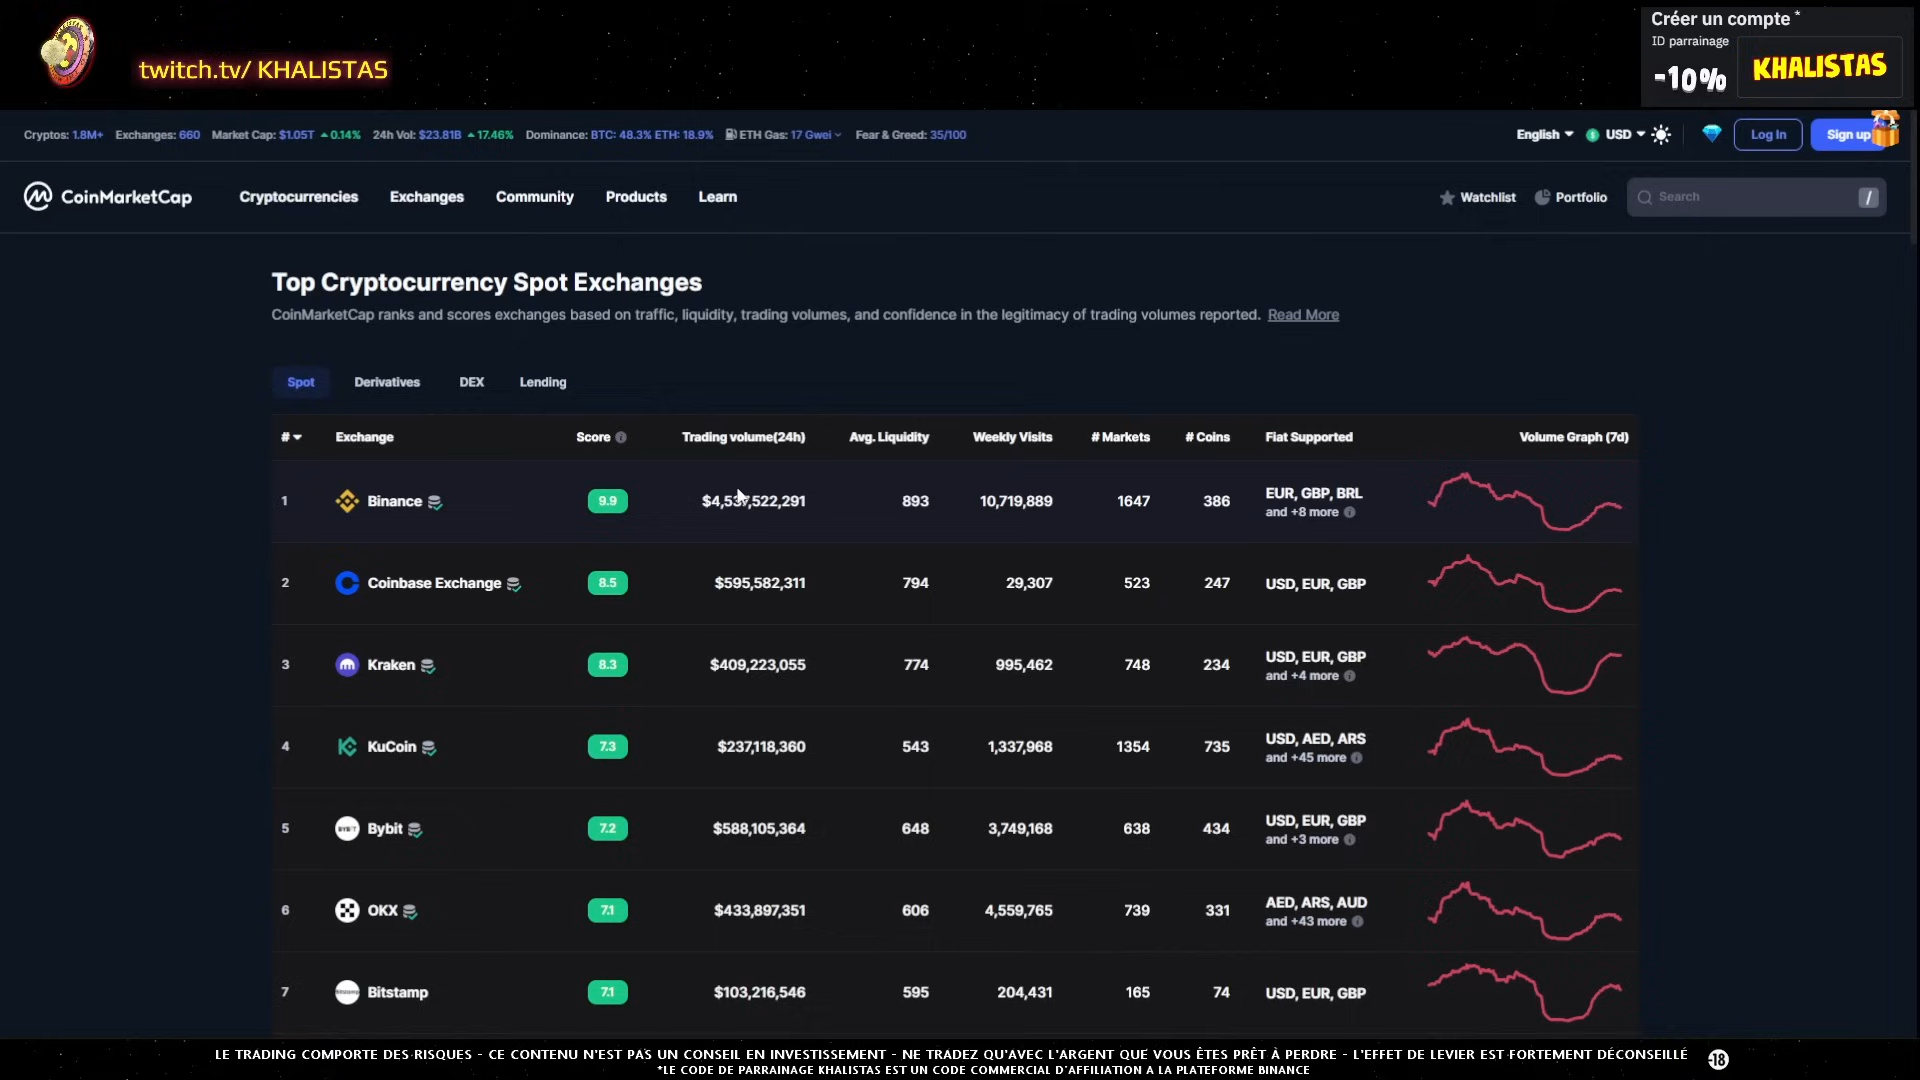 twitch.tv/ KHALISTAS
Créer un compte *
ID parrainage
-10%
KHALISTAS
Cryptos: 1.8M+ Exchanges: 660 Market Cap: $1.05T 0.14% 24h Vol: $23.81B 17.46% Dominance: BTC: 48.3% ETH: 18.9% ETH Gas: 17 Gwei Fear & Greed: 35/100
English USD Log In Sign up
CoinMarketCap Cryptocurrencies Exchanges Community Products Learn Watchlist Portfolio Search /
Top Cryptocurrency Spot Exchanges
CoinMarketCap ranks and scores exchanges based on traffic, liquidity, trading volumes, and confidence in the legitimacy of trading volumes reported. Read More
Spot Derivatives DEX Lending
# Exchange Score Trading volume(24h) Avg. Liquidity Weekly Visits # Markets # Coins Fiat Supported Volume Graph (7d)
1 Binance 9.9 $4,537,522,291 893 10,719,889 1647 386 EUR, GBP, BRL
and +8 more
2 Coinbase Exchange 8.5 $595,582,311 794 29,307 523 247 USD, EUR, GBP
3 Kraken 8.3 $409,223,055 774 995,462 748 234 USD, EUR, GBP
and +4 more
4 KuCoin 7.3 $237,118,360 543 1,337,968 1354 735 USD, AED, ARS
and +45 more
5 Bybit 7.2 $588,105,364 648 3,749,168 638 434 USD, EUR, GBP
and +3 more
6 OKX 7.1 $433,897,351 606 4,559,765 739 331 AED, ARS, AUD
and +43 more
7 Bitstamp 7.1 $103,216,546 595 204,431 165 74 USD, EUR, GBP
LE TRADING COMPORTE DES RISQUES - CE CONTENU N'EST PAS UN CONSEIL EN INVESTISSEMENT - NE TRADEZ QU'AVEC L'ARGENT QUE VOUS ÊTES PRÊT À PERDRE - L'EFFET DE LEVIER EST FORTEMENT DÉCONSEILLÉ -18
*LE CODE DE PARRAINAGE KHALISTAS EST UN CODE COMMERCIAL D'AFFILIATION A LA PLATEFORME BINANCE